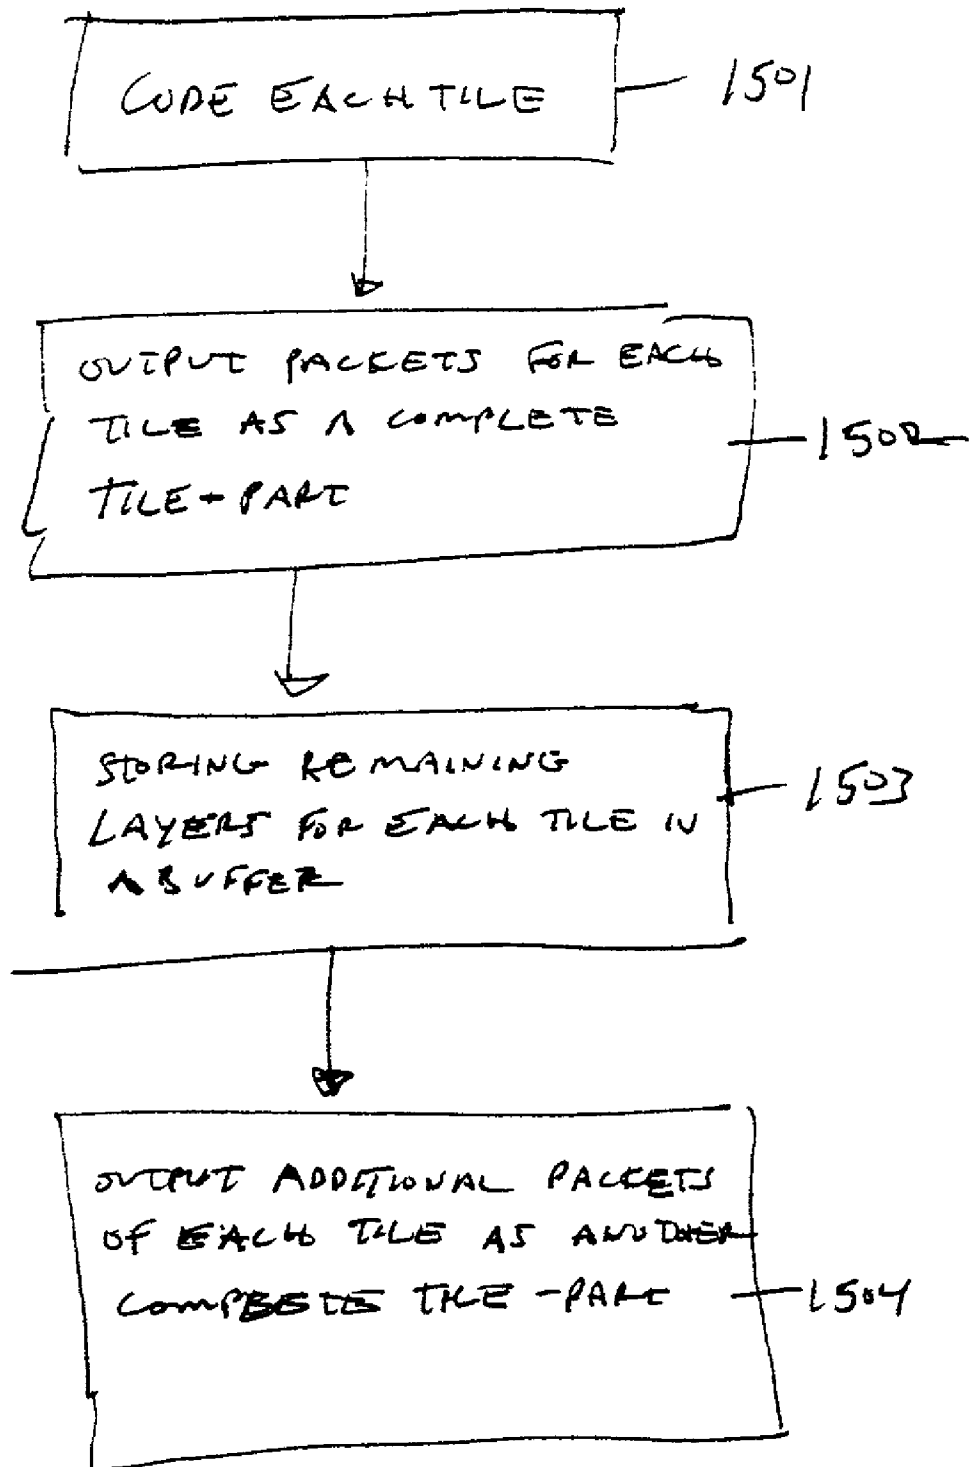 CODE EACH TILE
1501
OUTPUT PACKETS FOR EACH
TILE AS A COMPLETE
TILE-PART
1502
STORING REMAINING
LAYERS FOR EACH TILE IN
A BUFFER
1503
OUTPUT ADDITIONAL PACKETS
OF EACH TILE AS ANOTHER
COMPLETE TILE-PART
1504